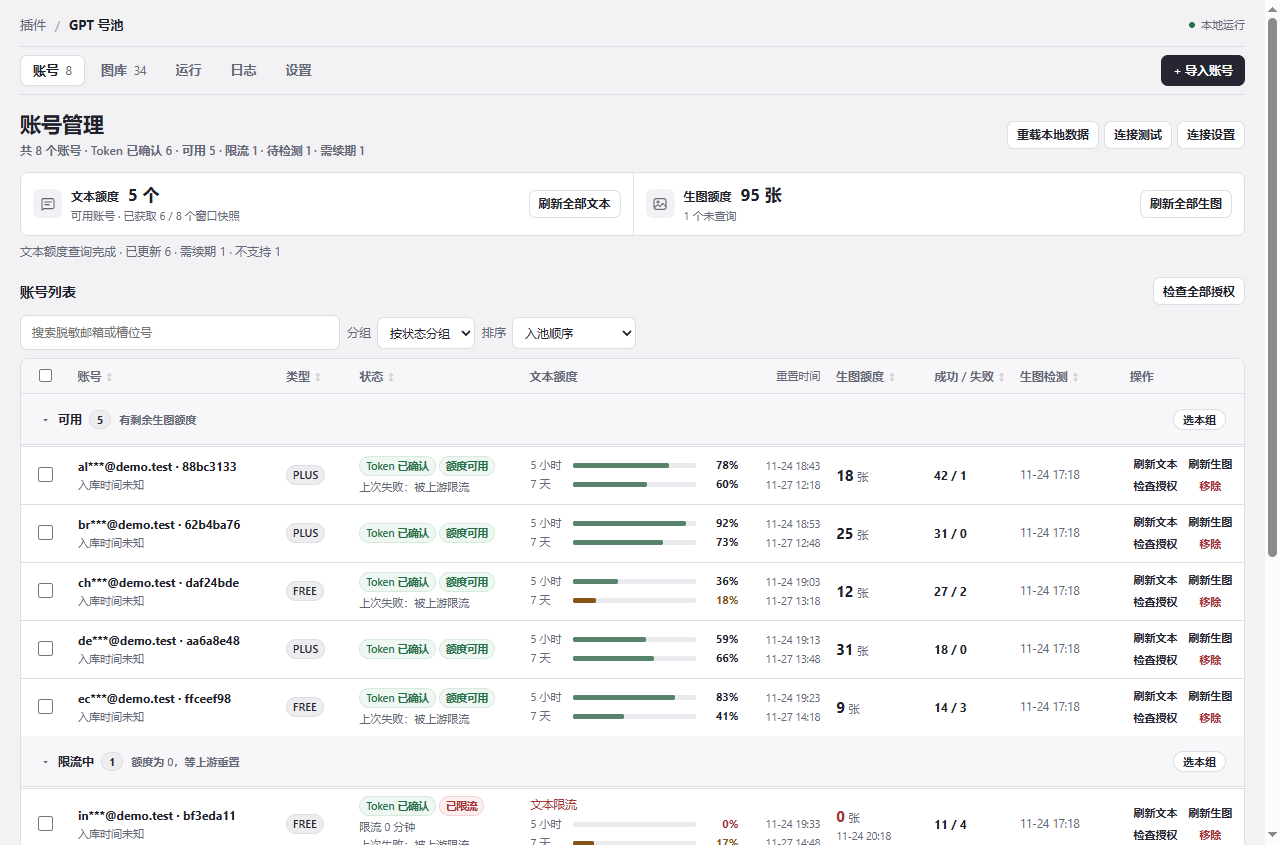 插件 / GPT 号池
本地运行
账号 8 图库 34 运行 日志 设置
+ 导入账号
账号管理
共 8 个账号 · Token 已确认 6 · 可用 5 · 限流 1 · 待检测 1 · 需续期 1
重载本地数据 连接测试 连接设置
文本额度 5 个
可用账号 · 已获取 6 / 8 个窗口快照
刷新全部文本
生图额度 95 张
1 个未查询
刷新全部生图
文本额度查询完成 · 已更新 6 · 需续期 1 · 不支持 1
账号列表
检查全部授权
搜索脱敏邮箱或槽位号 分组 按状态分组 排序 入池顺序
账号 类型 状态 文本额度 重置时间 生图额度 成功 / 失败 生图检测 操作
可用 5 有剩余生图额度 选本组
al***@demo.test · 88bc3133
入库时间未知
PLUS
Token 已确认 额度可用
上次失败：被上游限流
5 小时 78% 11-24 18:43
7 天 60% 11-27 12:18
18 张
42 / 1
11-24 17:18
刷新文本 刷新生图
检查授权 移除
br***@demo.test · 62b4ba76
入库时间未知
PLUS
Token 已确认 额度可用
5 小时 92% 11-24 18:53
7 天 73% 11-27 12:48
25 张
31 / 0
11-24 17:18
刷新文本 刷新生图
检查授权 移除
ch***@demo.test · daf24bde
入库时间未知
FREE
Token 已确认 额度可用
上次失败：被上游限流
5 小时 36% 11-24 19:03
7 天 18% 11-27 13:18
12 张
27 / 2
11-24 17:18
刷新文本 刷新生图
检查授权 移除
de***@demo.test · aa6a8e48
入库时间未知
PLUS
Token 已确认 额度可用
5 小时 59% 11-24 19:13
7 天 66% 11-27 13:48
31 张
18 / 0
11-24 17:18
刷新文本 刷新生图
检查授权 移除
ec***@demo.test · ffceef98
入库时间未知
FREE
Token 已确认 额度可用
上次失败：被上游限流
5 小时 83% 11-24 19:23
7 天 41% 11-27 14:18
9 张
14 / 3
11-24 17:18
刷新文本 刷新生图
检查授权 移除
限流中 1 额度为 0，等上游重置 选本组
in***@demo.test · bf3eda11
入库时间未知
FREE
Token 已确认 已限流
限流 0 分钟
上次失败：被上游限流
文本限流
5 小时 0% 11-24 19:33
7 天 17% 11-27 14:48
0 张
11-24 20:18
11 / 4
11-24 17:18
刷新文本 刷新生图
检查授权 移除